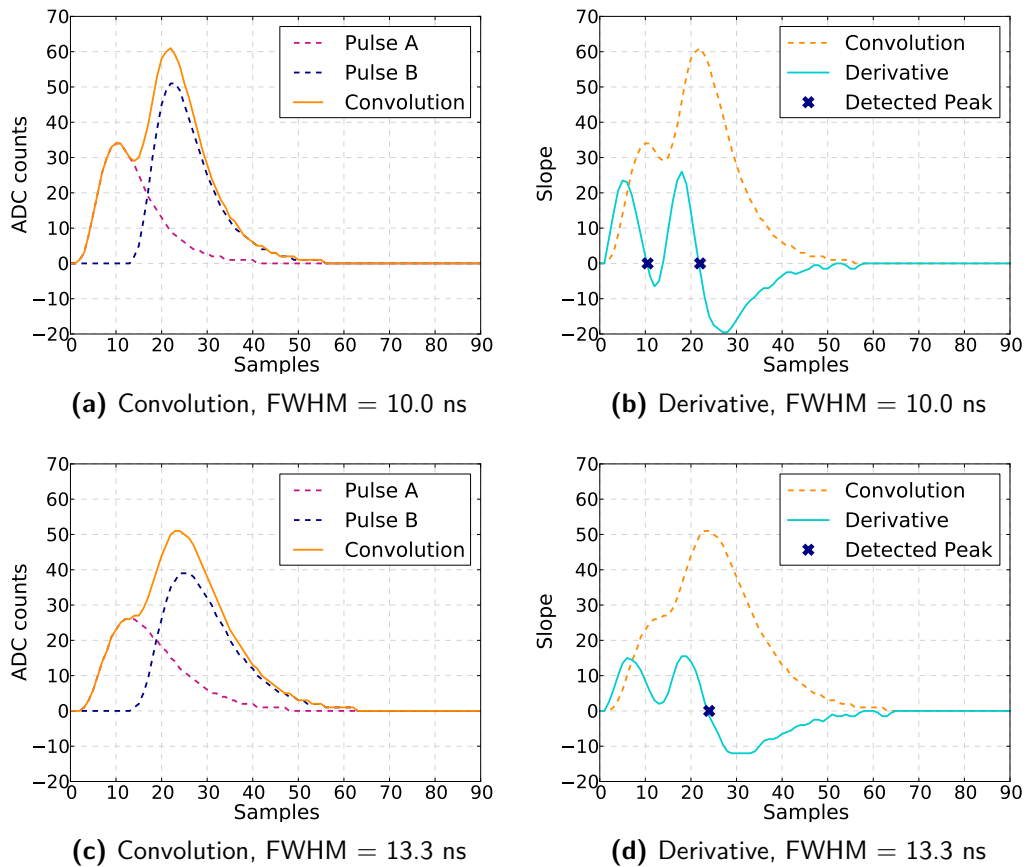 70
60
50
40
30
20
10
0
−10
−20
ADC counts
Pulse A
Pulse B
Convolution
0 10 20 30 40 50 60 70 80 90
Samples
(a) Convolution, FWHM = 10.0 ns
70
60
50
40
30
20
10
0
−10
−20
Slope
Convolution
Derivative
Detected Peak
0 10 20 30 40 50 60 70 80 90
Samples
(b) Derivative, FWHM = 10.0 ns
70
60
50
40
30
20
10
0
−10
−20
ADC counts
Pulse A
Pulse B
Convolution
0 10 20 30 40 50 60 70 80 90
Samples
(c) Convolution, FWHM = 13.3 ns
70
60
50
40
30
20
10
0
−10
−20
Slope
Convolution
Derivative
Detected Peak
0 10 20 30 40 50 60 70 80 90
Samples
(d) Derivative, FWHM = 13.3 ns